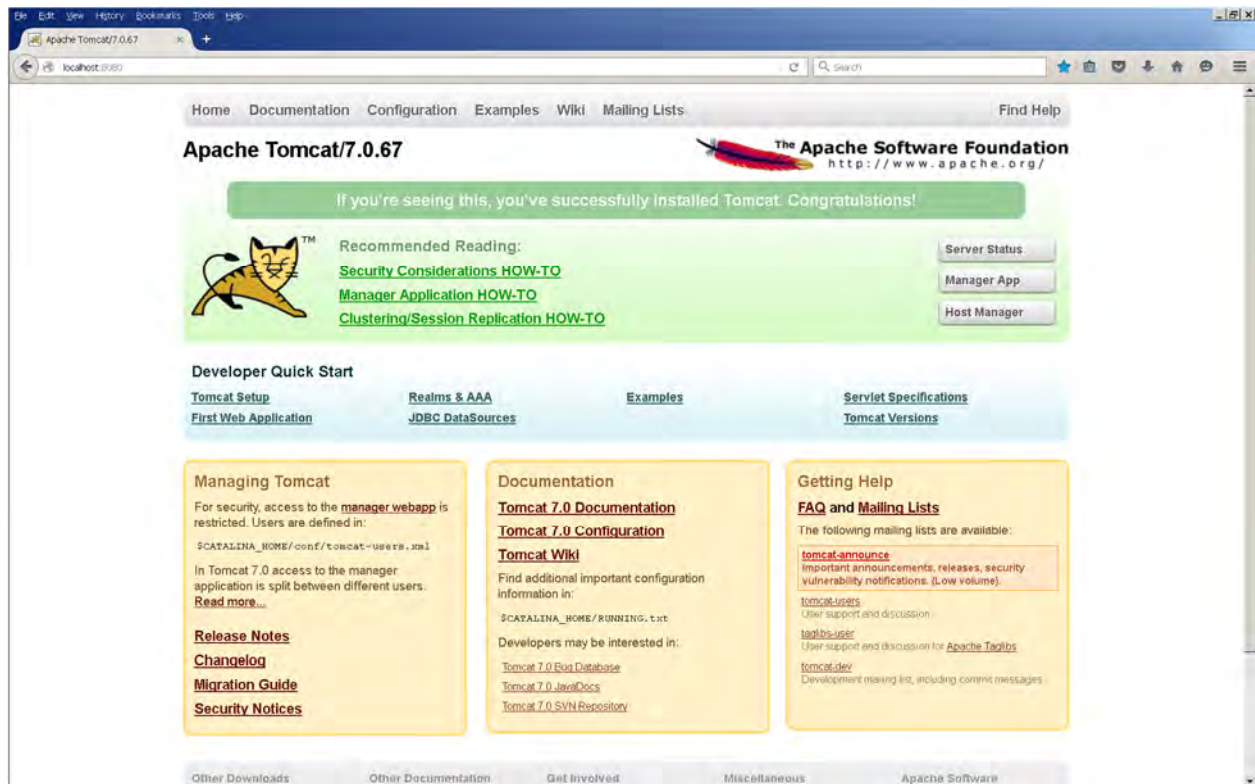 File Edit View History Bookmarks Tools Help
Apache Tomcat/7.0.67
localhost:8080
Search
Home Documentation Configuration Examples Wiki Mailing Lists Find Help
Apache Tomcat/7.0.67
The Apache Software Foundation
http://www.apache.org/
If you're seeing this, you've successfully installed Tomcat. Congratulations!
TM
Recommended Reading:
Security Considerations HOW-TO
Manager Application HOW-TO
Clustering/Session Replication HOW-TO
Server Status
Manager App
Host Manager
Developer Quick Start
Tomcat Setup Realms & AAA Examples Servlet Specifications
First Web Application JDBC DataSources Tomcat Versions
Managing Tomcat
For security, access to the manager webapp is
restricted. Users are defined in:
$CATALINA_HOME/conf/tomcat-users.xml
In Tomcat 7.0 access to the manager
application is split between different users.
Read more...
Release Notes
Changelog
Migration Guide
Security Notices
Documentation
Tomcat 7.0 Documentation
Tomcat 7.0 Configuration
Tomcat Wiki
Find additional important configuration
information in:
$CATALINA_HOME/RUNNING.txt
Developers may be interested in:
Tomcat 7.0 Bug Database
Tomcat 7.0 JavaDocs
Tomcat 7.0 SVN Repository
Getting Help
FAQ and Mailing Lists
The following mailing lists are available:
tomcat-announce
Important announcements, releases, security
vulnerability notifications. (Low volume).
tomcat-users
User support and discussion
taglibs-user
User support and discussion for Apache Taglibs
tomcat-dev
Development mailing list, including commit messages
Other Downloads Other Documentation Get Involved Miscellaneous Apache Software